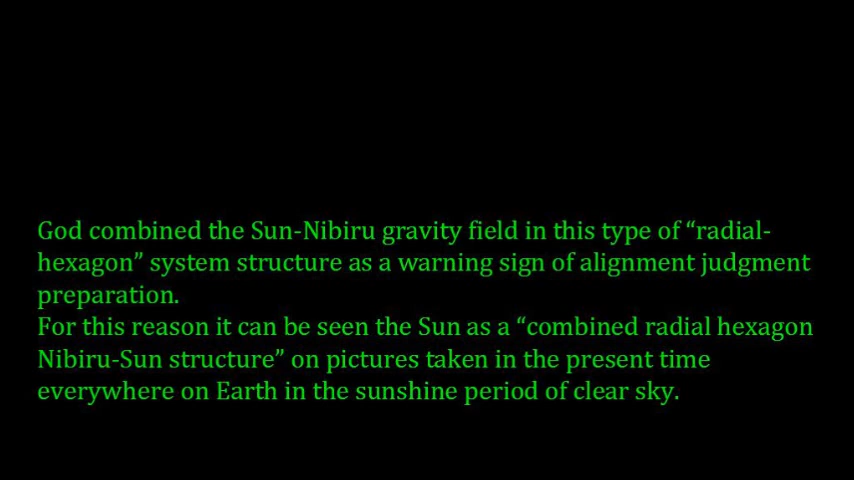 God combined the Sun-Nibiru gravity field in this type of “radial-
hexagon” system structure as a warning sign of alignment judgment
preparation.
For this reason it can be seen the Sun as a “combined radial hexagon
Nibiru-Sun structure” on pictures taken in the present time
everywhere on Earth in the sunshine period of clear sky.